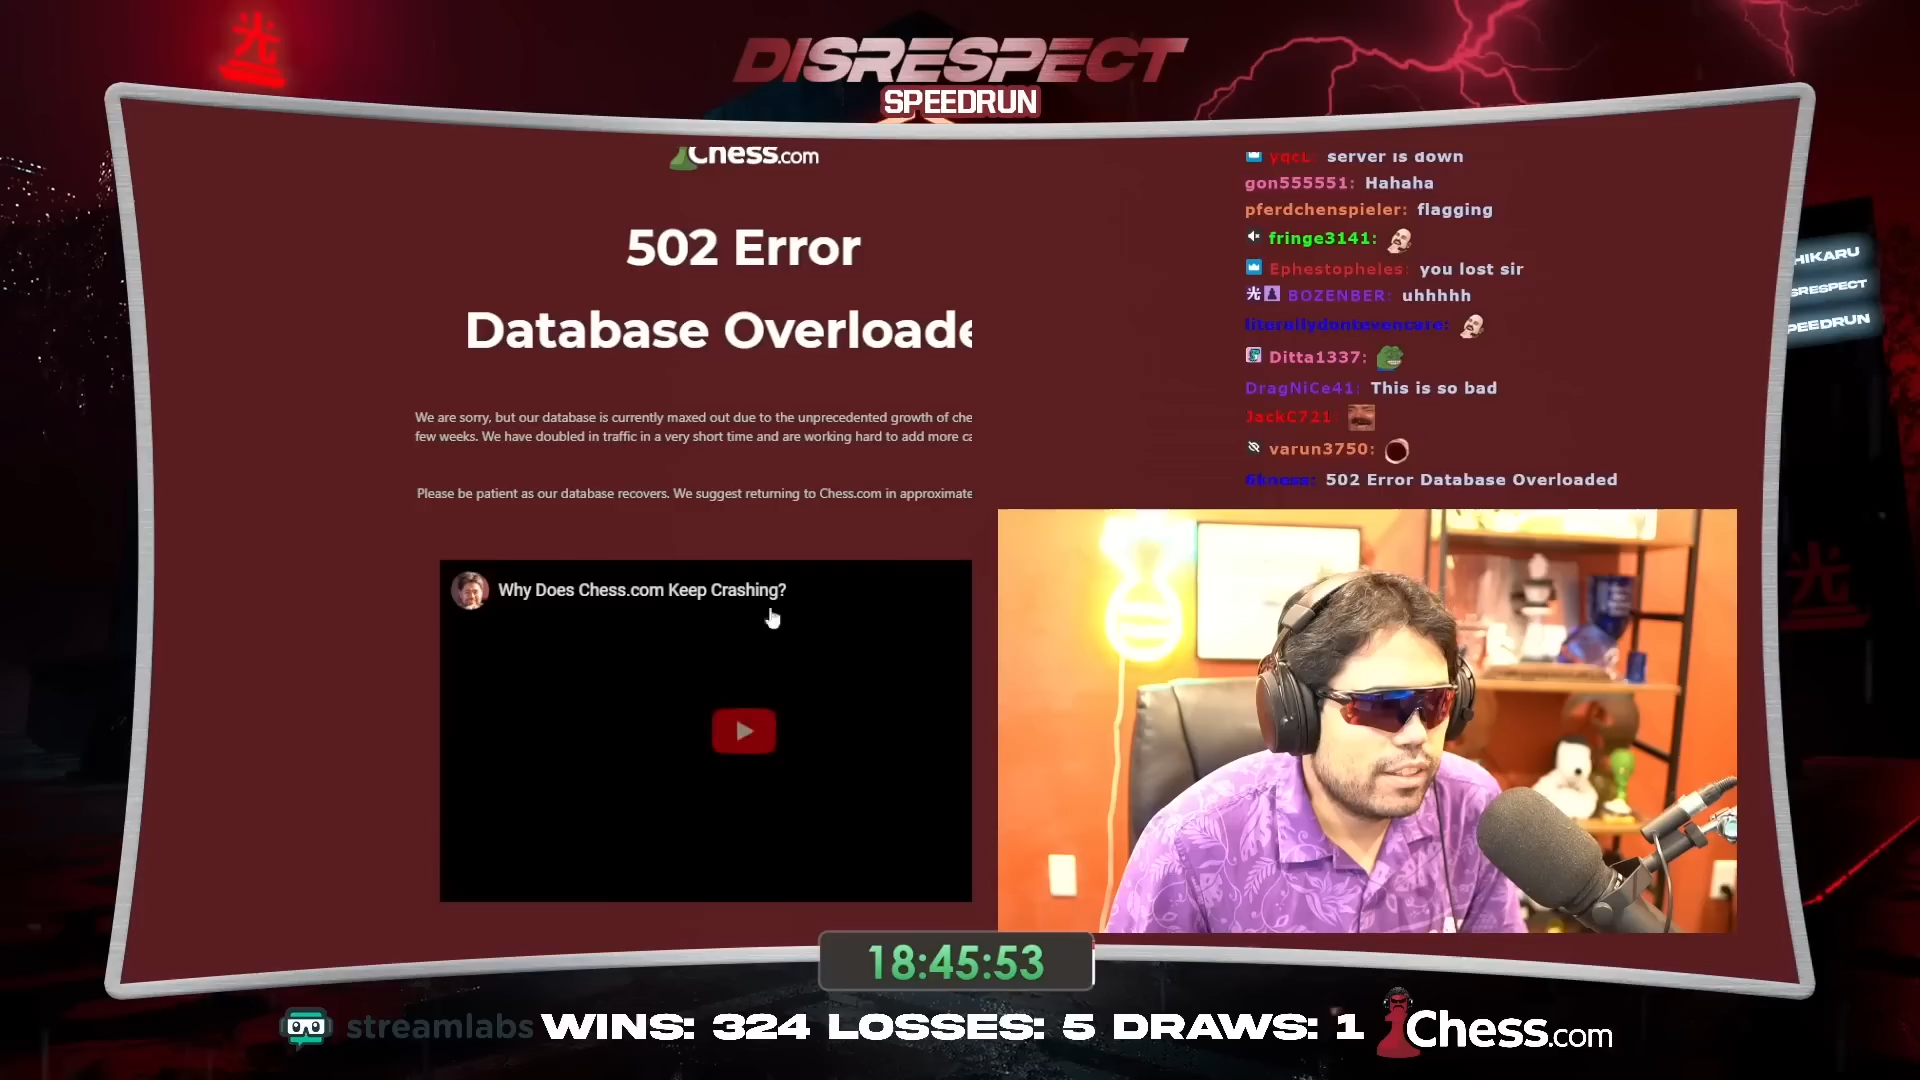 光
DISRESPECT
SPEEDRUN
Chess.com
502 Error
Database Overloade
We are sorry, but our database is currently maxed out due to the unprecedented growth of che
few weeks. We have doubled in traffic in a very short time and are working hard to add more ca
Please be patient as our database recovers. We suggest returning to Chess.com in approximate
Why Does Chess.com Keep Crashing?
yqcL: server is down
gon555551: Hahaha
pferdchenspieler: flagging
fringe3141:
Ephestopheles: you lost sir
光 BOZENBER: uhhhhh
literallydontevencare:
Ditta1337:
DragNiCe41: This is so bad
JackC721:
varun3750:
502 Error Database Overloaded
HIKARU
SRESPECT
PEEDRUN
光
18:45:53
streamlabs WINS: 324 LOSSES: 5 DRAWS: 1 Chess.com